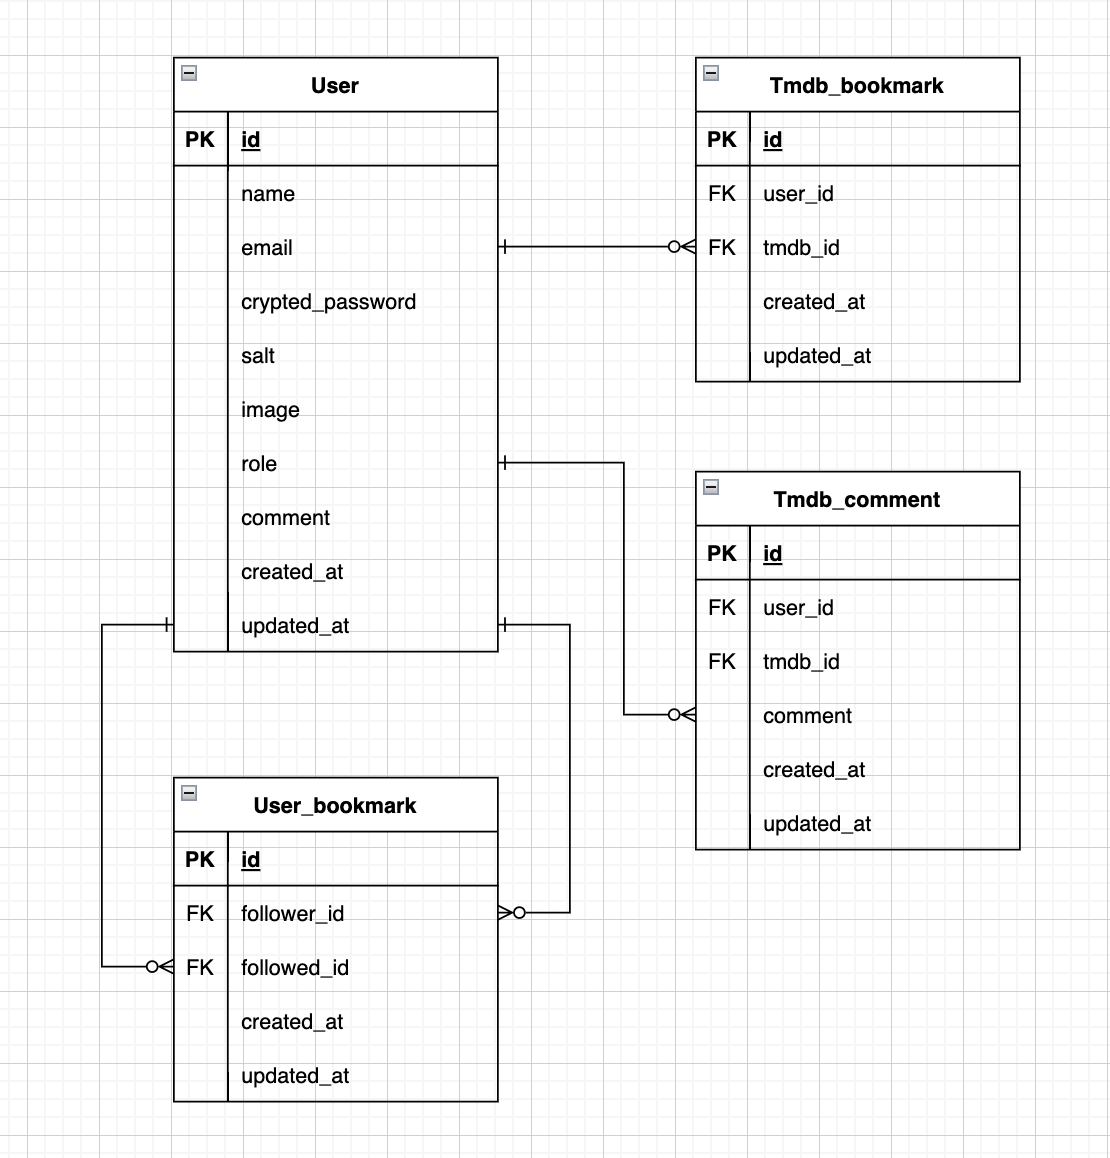 User
PK id
name
email
crypted_password
salt
image
role
comment
created_at
updated_at
Tmdb_bookmark
PK id
FK user_id
FK tmdb_id
created_at
updated_at
Tmdb_comment
PK id
FK user_id
FK tmdb_id
comment
created_at
updated_at
User_bookmark
PK id
FK follower_id
FK followed_id
created_at
updated_at